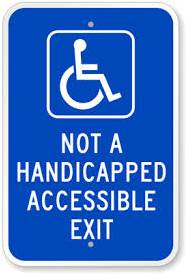 NOT A
HANDICAPPED
ACCESSIBLE
EXIT